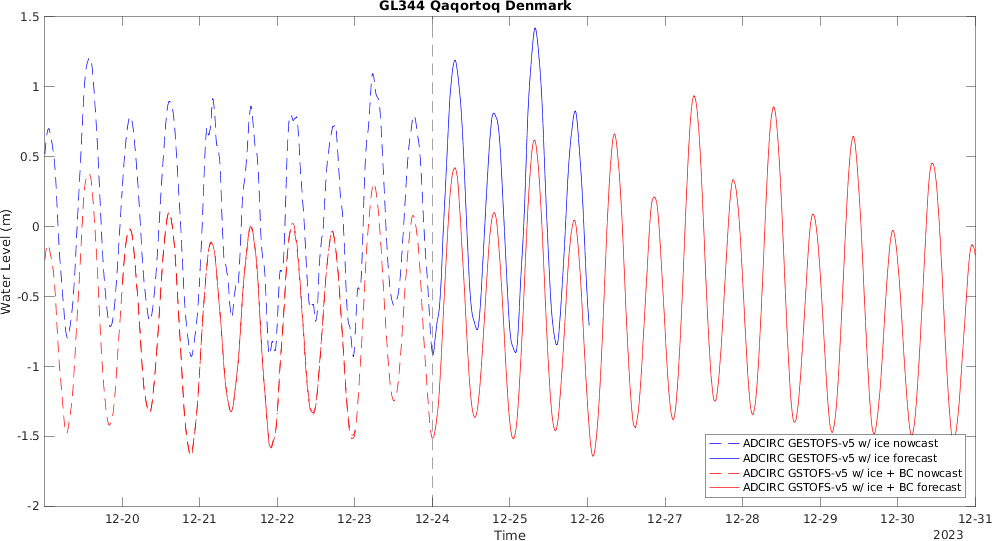 GL344 Qaqortoq Denmark
1.5
1
0.5
0
-0.5
-1
-1.5
-2
Water Level (m)
ADCIRC GESTOFS-v5 w/ ice nowcast
ADCIRC GESTOFS-v5 w/ ice forecast
ADCIRC GSTOFS-v5 w/ ice + BC nowcast
ADCIRC GSTOFS-v5 w/ ice + BC forecast
12-20 12-21 12-22 12-23 12-24 12-25 12-26 12-27 12-28 12-29 12-30 12-31
Time
2023